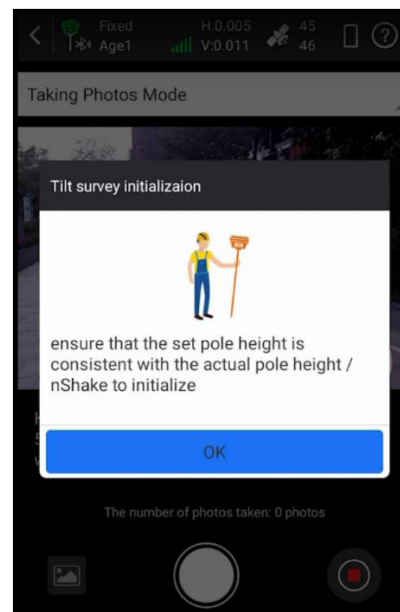 Fixed H:0.005 45
Age1 V:0.011 46
Taking Photos Mode
Tilt survey initializaion
ensure that the set pole height is
consistent with the actual pole height /
nShake to initialize
OK
The number of photos taken: 0 photos